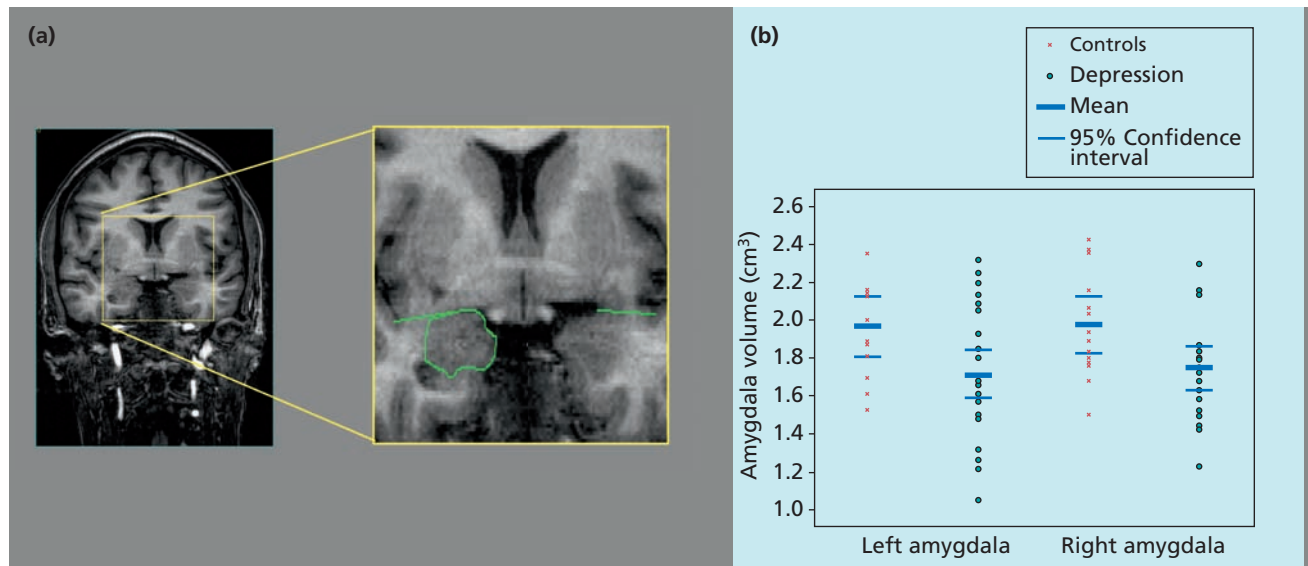 (a)
(b)
Controls
Depression
Mean
95% Confidence
interval
Amygdala volume (cm³)
2.6
2.4
2.2
2.0
1.8
1.6
1.4
1.2
1.0
Left amygdala
Right amygdala